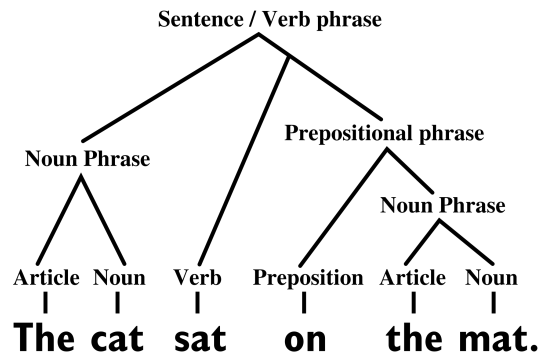 Sentence / Verb phrase
Prepositional phrase
Noun Phrase
Noun Phrase
Article Noun Verb Preposition Article Noun
The cat sat on the mat.